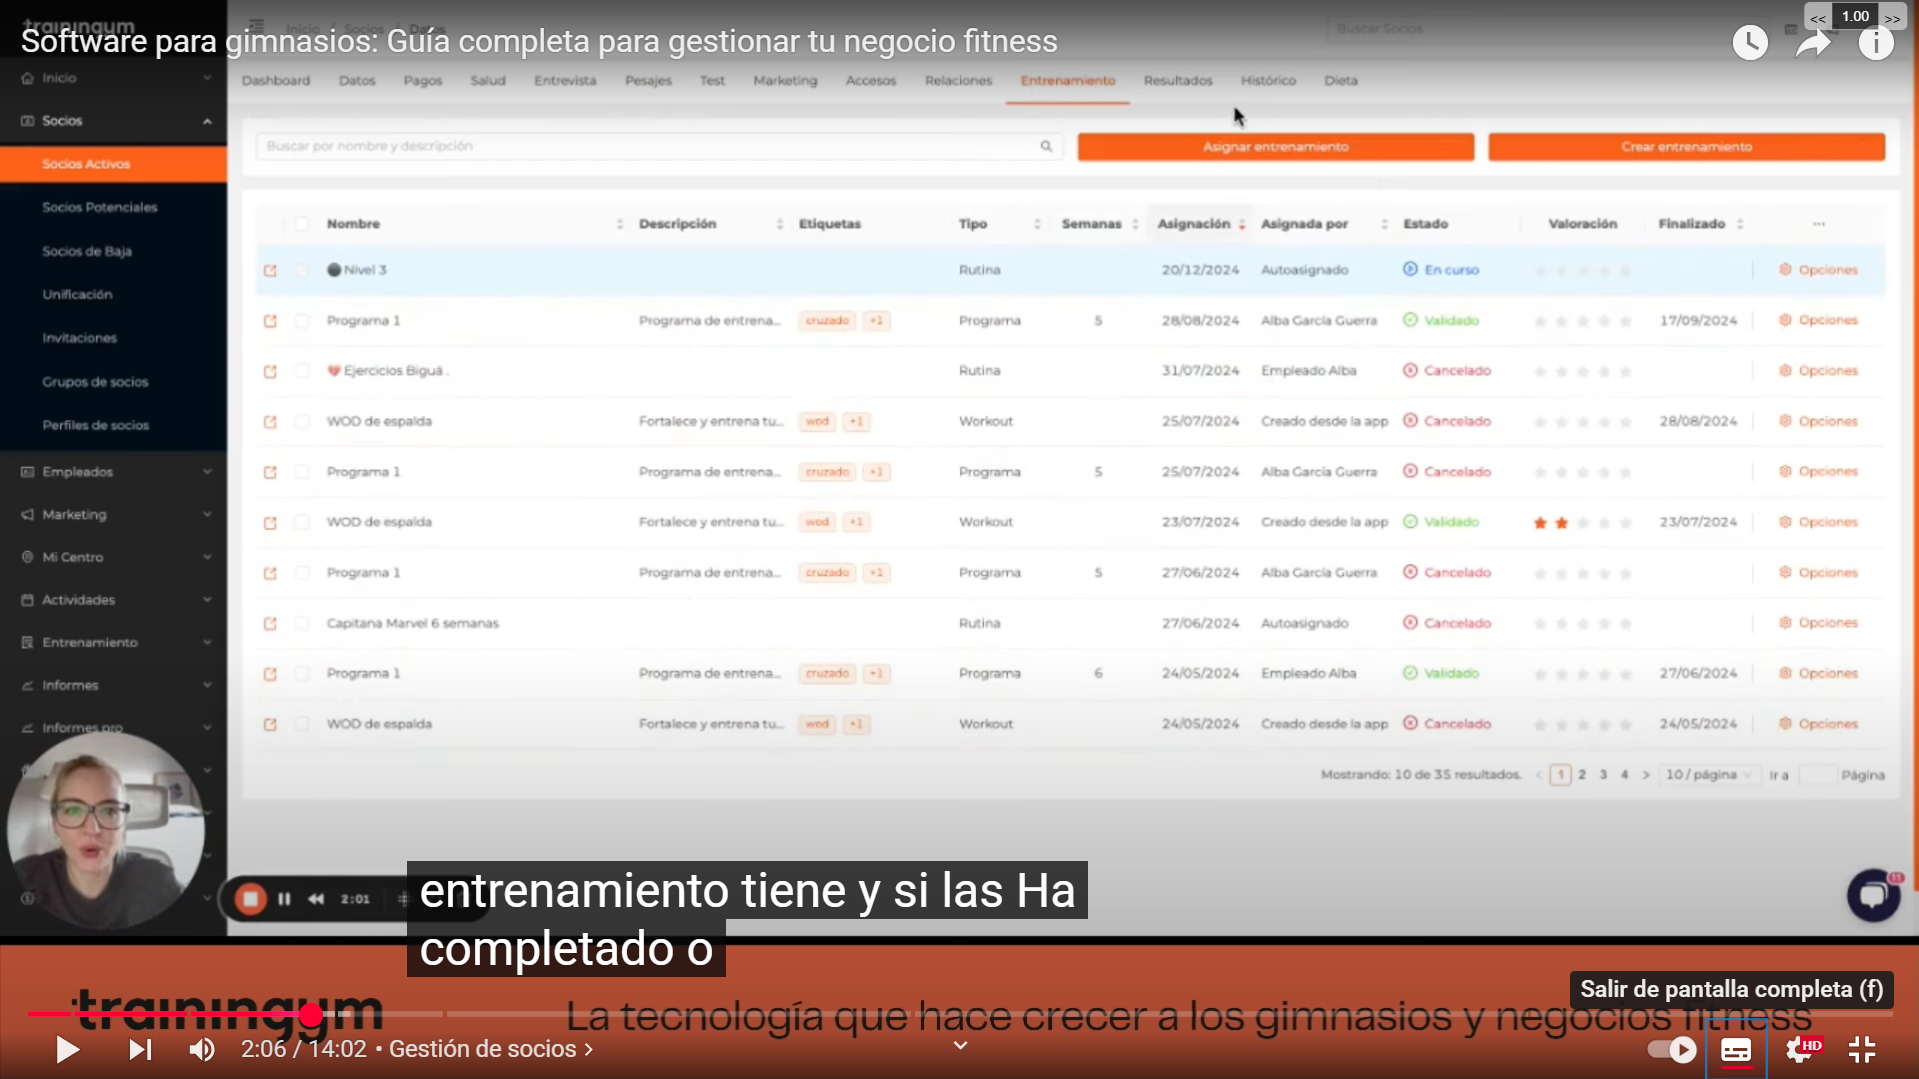 trainingym
Inicio / Socios / Datos
Buscar Socios
<< 1.00 >>
Software para gimnasios: Guía completa para gestionar tu negocio fitness
Inicio
Socios
Socios Activos
Socios Potenciales
Socios de Baja
Unificación
Invitaciones
Grupos de socios
Perfiles de socios
Empleados
Marketing
Mi Centro
Actividades
Entrenamiento
Informes
Informes pro
Dashboard Datos Pagos Salud Entrevista Pesajes Test Marketing Accesos Relaciones Entrenamiento Resultados Histórico Dieta
Buscar por nombre y descripción Asignar entrenamiento Crear entrenamiento
Nombre Descripción Etiquetas Tipo Semanas Asignación Asignada por Estado Valoración Finalizado ...
Nivel 3 Rutina 20/12/2024 Autoasignado En curso Opciones
Programa 1 Programa de entrena... cruzado +1 Programa 5 28/08/2024 Alba García Guerra Validado 17/09/2024 Opciones
Ejercicios Biguá . Rutina 31/07/2024 Empleado Alba Cancelado Opciones
WOD de espalda Fortalece y entrena tu... wod +1 Workout 25/07/2024 Creado desde la app Cancelado 28/08/2024 Opciones
Programa 1 Programa de entrena... cruzado +1 Programa 5 25/07/2024 Alba García Guerra Cancelado Opciones
WOD de espalda Fortalece y entrena tu... wod +1 Workout 23/07/2024 Creado desde la app Validado 23/07/2024 Opciones
Programa 1 Programa de entrena... cruzado +1 Programa 5 27/06/2024 Alba García Guerra Cancelado Opciones
Capitana Marvel 6 semanas Rutina 27/06/2024 Autoasignado Cancelado Opciones
Programa 1 Programa de entrena... cruzado +1 Programa 6 24/05/2024 Empleado Alba Validado 27/06/2024 Opciones
WOD de espalda Fortalece y entrena tu... wod +1 Workout 24/05/2024 Creado desde la app Cancelado 24/05/2024 Opciones
Mostrando: 10 de 35 resultados. < 1 2 3 4 > 10 / página Ir a Página
2:01
11
entrenamiento tiene y si las Ha
completado o
Salir de pantalla completa (f)
trainingym La tecnología que hace crecer a los gimnasios y negocios fitness
2:06 / 14:02 • Gestión de socios >
HD